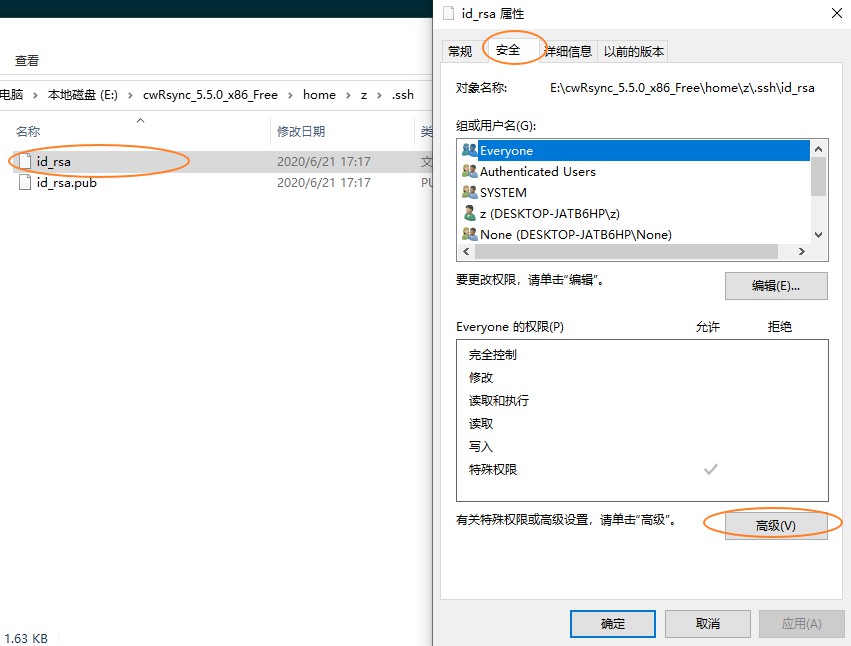 查看
电脑 › 本地磁盘 (E:) › cwRsync_5.5.0_x86_Free › home › z › .ssh
名称 修改日期 类
id_rsa 2020/6/21 17:17 文
id_rsa.pub 2020/6/21 17:17 PU
1.63 KB
id_rsa 属性
常规 安全 详细信息 以前的版本
对象名称: E:\cwRsync_5.5.0_x86_Free\home\z\.ssh\id_rsa
组或用户名(G):
Everyone
Authenticated Users
SYSTEM
z (DESKTOP-JATB6HP\z)
None (DESKTOP-JATB6HP\None)
要更改权限，请单击“编辑”。
编辑(E)...
Everyone 的权限(P) 允许 拒绝
完全控制
修改
读取和执行
读取
写入
特殊权限
有关特殊权限或高级设置，请单击“高级”。
高级(V)
确定 取消 应用(A)